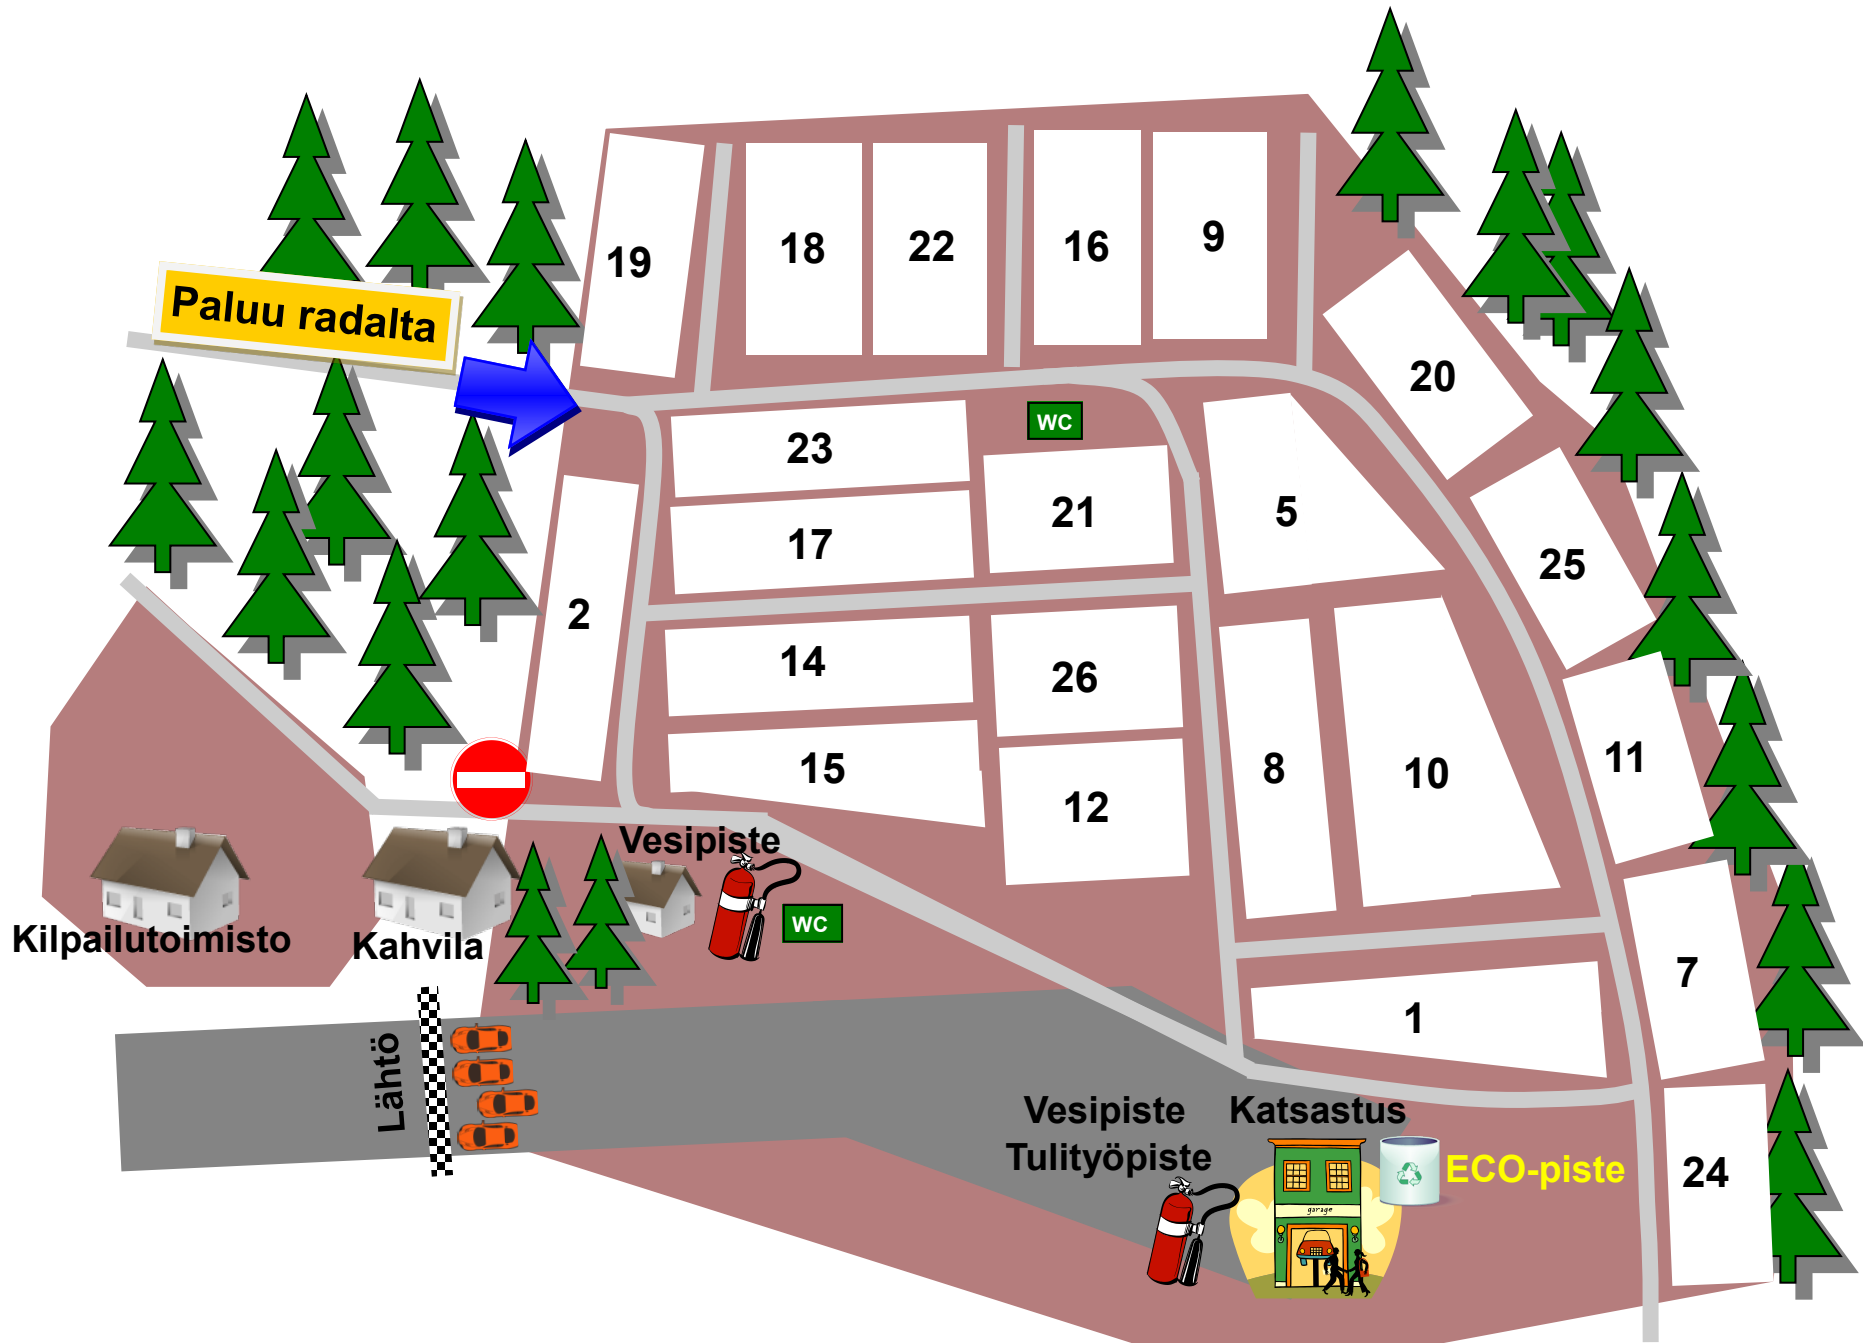 9
19
18
22
16
Paluu radalta
20
WC
23
21
5
17
25
2
14
26
11
15
8
10
12
Vesipiste
WC
Kilpailutoimisto
Kahvila
7
1
Lähtö
Vesipiste
Tulityöpiste
Katsastus
ECO-piste
24
garage